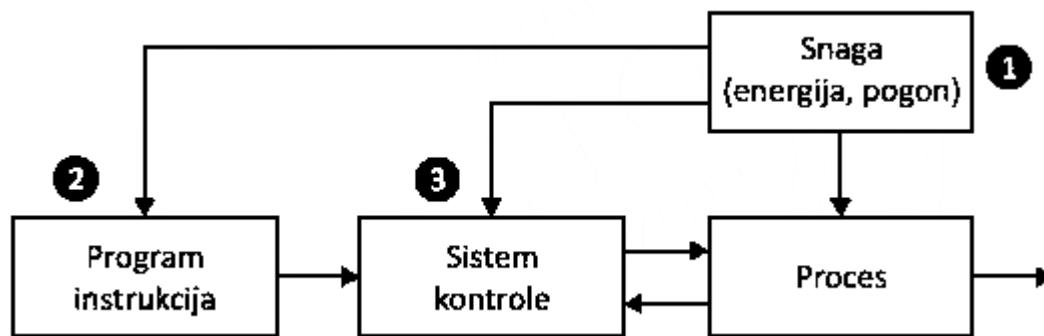 Snaga
(energija, pogon)
1
2
3
Program
instrukcija
Sistem
kontrole
Proces